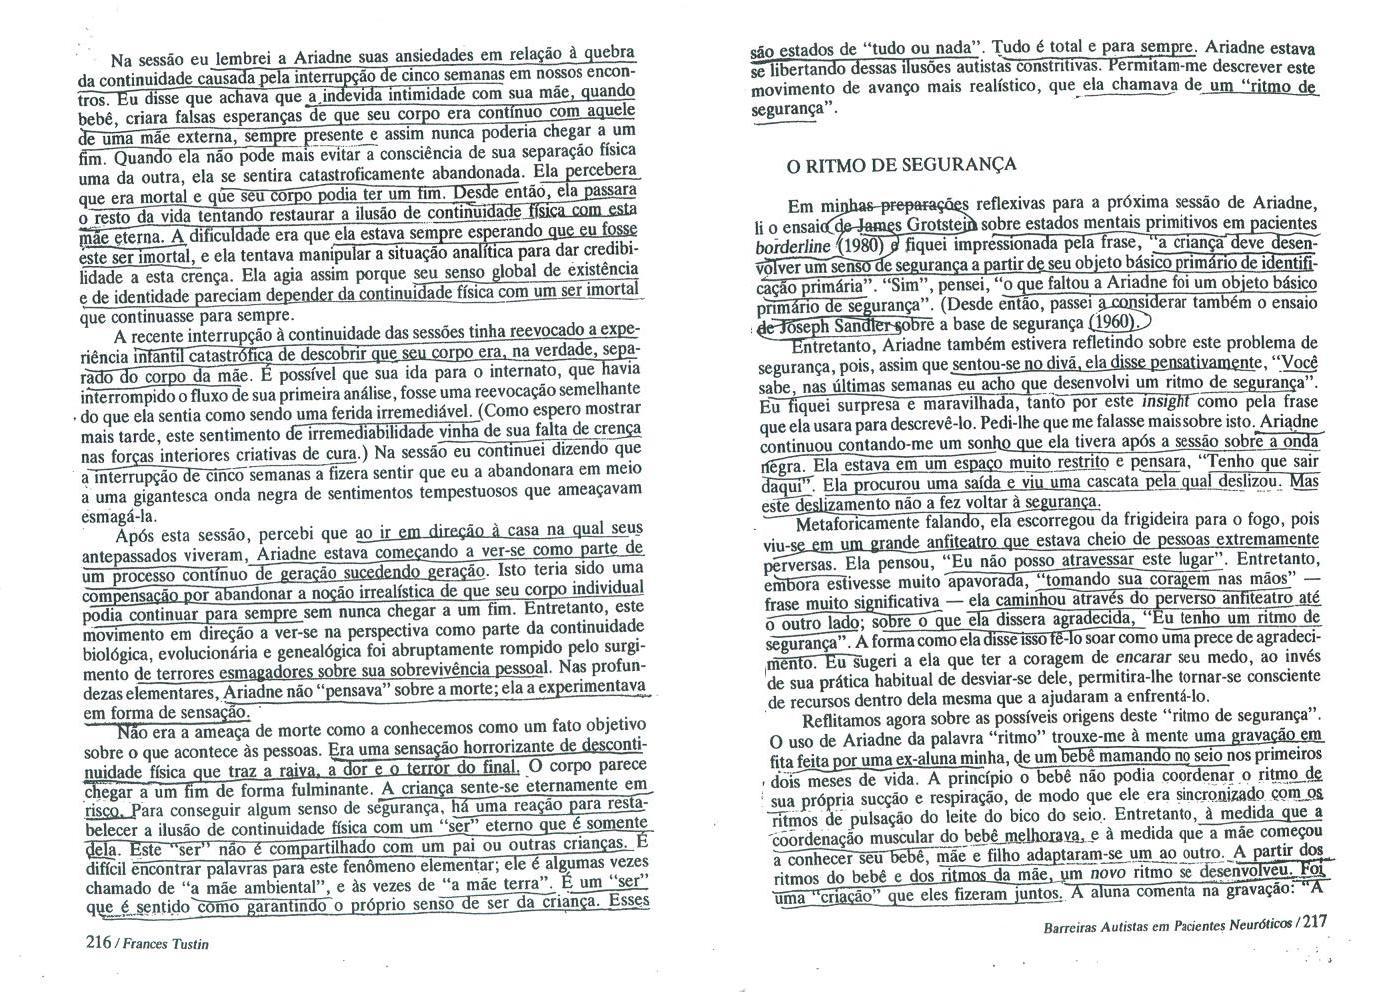 Na sessão eu lembrei a Ariadne suas ansiedades em relação à quebra
da continuidade causada pela interrupção de cinco semanas em nossos encon-
tros. Eu disse que achava que a indevida intimidade com sua mãe, quando
bebê, criara falsas esperanças de que seu corpo era contínuo com aquele
de uma mãe externa, sempre presente e assim nunca poderia chegar a um
fim. Quando ela não pode mais evitar a consciência de sua separação física
uma da outra, ela se sentira catastroficamente abandonada. Ela percebera
que era mortal e que seu corpo podia ter um fim. Desde então, ela passara
o resto da vida tentando restaurar a ilusão de continuidade física com esta
mãe eterna. A dificuldade era que ela estava sempre esperando que eu fosse
este ser imortal, e ela tentava manipular a situação analítica para dar credibi-
lidade a esta crença. Ela agia assim porque seu senso global de existência
e de identidade pareciam depender da continuidade física com um ser imortal
que continuasse para sempre.
A recente interrupção à continuidade das sessões tinha reevocado a expe-
riência infantil catastrófica de descobrir que seu corpo era, na verdade, sepa-
rado do corpo da mãe. É possível que sua ida para o internato, que havia
interrompido o fluxo de sua primeira análise, fosse uma reevocação semelhante
do que ela sentia como sendo uma ferida irremediável. (Como espero mostrar
mais tarde, este sentimento de irremediabilidade vinha de sua falta de crença
nas forças interiores criativas de cura.) Na sessão eu continuei dizendo que
a interrupção de cinco semanas a fizera sentir que eu a abandonara em meio
à uma gigantesca onda negra de sentimentos tempestuosos que ameaçavam
esmagá-la.
Após esta sessão, percebi que ao ir em direção à casa na qual seus
antepassados viveram, Ariadne estava começando a ver-se como parte de
um processo contínuo de geração sucedendo geração. Isto teria sido uma
compensação por abandonar a noção irrealística de que seu corpo individual
podia continuar para sempre sem nunca chegar a um fim. Entretanto, este
movimento em direção a ver-se na perspectiva como parte da continuidade
biológica, evolucionária e genealógica foi abruptamente rompido pelo surgi-
mento de terrores esmagadores sobre sua sobrevivência pessoal. Nas profun-
dezas elementares, Ariadne não "pensava" sobre a morte; ela a experimentava
em forma de sensação.
Não era a ameaça de morte como a conhecemos como um fato objetivo
sobre o que acontece às pessoas. Era uma sensação horrorizante de desconti-
nuidade física que traz a raiva, a dor e o terror do final. O corpo parece
chegar a um fim de forma fulminante. A criança sente-se eternamente em
risco. Para conseguir algum senso de segurança, há uma reação para resta-
belecer a ilusão de continuidade física com um "ser" eterno que é somente
dela. Este "ser" não é compartilhado com um pai ou outras crianças. É
difícil encontrar palavras para este fenômeno elementar; ele é algumas vezes
chamado de "a mãe ambiental", e às vezes de "a mãe terra". É um "ser"
que é sentido como garantindo o próprio senso de ser da criança. Esses
216 / Frances Tustin
são estados de "tudo ou nada". Tudo é total e para sempre. Ariadne estava
se libertando dessas ilusões autistas constritivas. Permitam-me descrever este
movimento de avanço mais realístico, que ela chamava de um "ritmo de
segurança".
O RITMO DE SEGURANÇA
Em minhas preparações reflexivas para a próxima sessão de Ariadne,
li o ensaio de James Grotstein sobre estados mentais primitivos em pacientes
borderline (1980) e fiquei impressionada pela frase, "a criança deve desen-
volver um senso de segurança a partir de seu objeto básico primário de identifi-
cação primária". "Sim", pensei, "o que faltou a Ariadne foi um objeto básico
primário de segurança". (Desde então, passei a considerar também o ensaio
de Joseph Sandler sobre a base de segurança (1960).)
Entretanto, Ariadne também estivera refletindo sobre este problema de
segurança, pois, assim que sentou-se no divã, ela disse pensativamente, "Você
sabe, nas últimas semanas eu acho que desenvolvi um ritmo de segurança".
Eu fiquei surpresa e maravilhada, tanto por este insight como pela frase
que ela usara para descrevê-lo. Pedi-lhe que me falasse mais sobre isto. Ariadne
continuou contando-me um sonho que ela tivera após a sessão sobre a onda
negra. Ela estava em um espaço muito restrito e pensara, "Tenho que sair
daqui". Ela procurou uma saída e viu uma cascata pela qual deslizou. Mas
este deslizamento não a fez voltar à segurança.
Metaforicamente falando, ela escorregou da frigideira para o fogo, pois
viu-se em um grande anfiteatro que estava cheio de pessoas extremamente
perversas. Ela pensou, "Eu não posso atravessar este lugar". Entretanto,
embora estivesse muito apavorada, "tomando sua coragem nas mãos" —
frase muito significativa — ela caminhou através do perverso anfiteatro até
o outro lado; sobre o que ela dissera agradecida, "Eu tenho um ritmo de
segurança". A forma como ela disse isso fê-lo soar como uma prece de agradeci-
mento. Eu sugeri a ela que ter a coragem de encarar seu medo, ao invés
de sua prática habitual de desviar-se dele, permitira-lhe tornar-se consciente
de recursos dentro dela mesma que a ajudaram a enfrentá-lo.
Reflitamos agora sobre as possíveis origens deste "ritmo de segurança".
O uso de Ariadne da palavra "ritmo" trouxe-me à mente uma gravação em
fita feita por uma ex-aluna minha, de um bebê mamando no seio nos primeiros
dois meses de vida. A princípio o bebê não podia coordenar o ritmo de
sua própria sucção e respiração, de modo que ele era sincronizado com os
ritmos de pulsação do leite do bico do seio. Entretanto, à medida que a
coordenação muscular do bebê melhorava, e à medida que a mãe começou
a conhecer seu bebê, mãe e filho adaptaram-se um ao outro. A partir dos
ritmos do bebê e dos ritmos da mãe, um novo ritmo se desenvolveu. Foi
uma "criação" que eles fizeram juntos. A aluna comenta na gravação: "A
Barreiras Autistas em Pacientes Neuróticos / 217